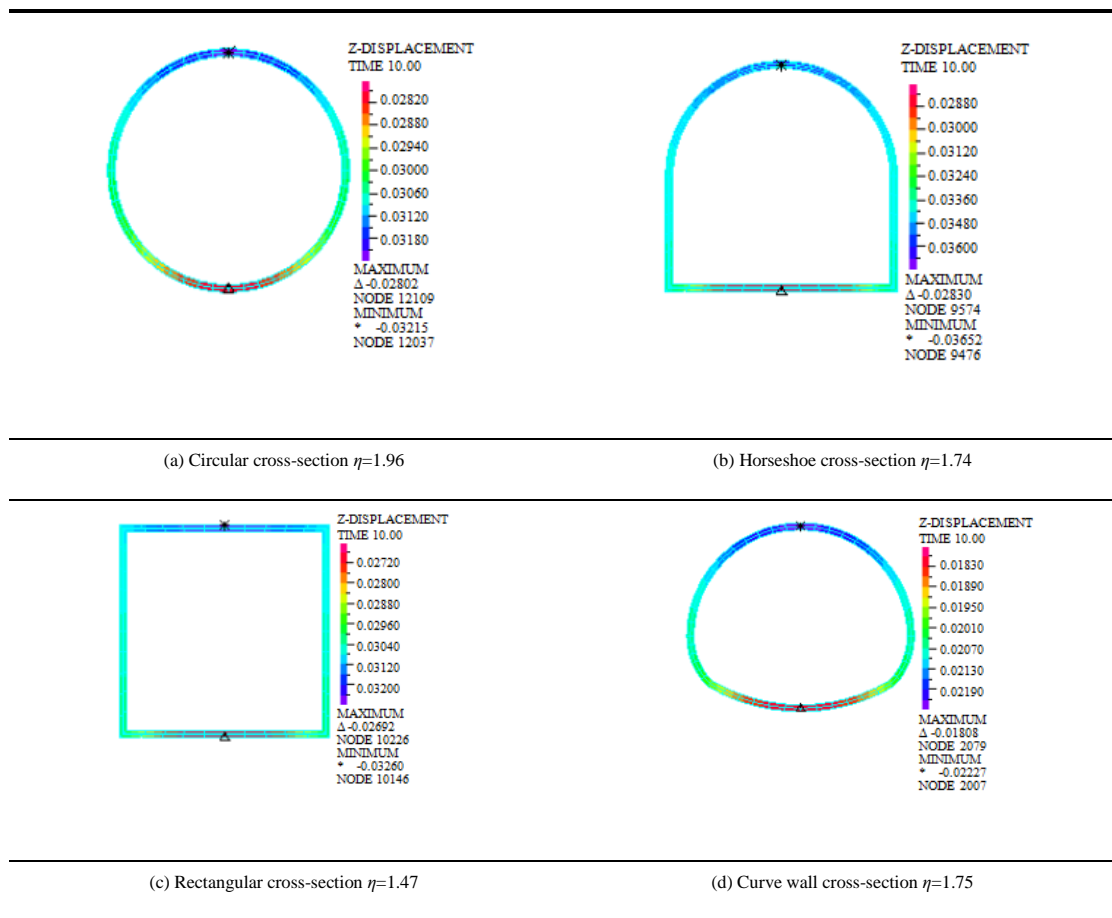 Z-DISPLACEMENT
TIME 10.00
0.02820
0.02880
0.02940
0.03000
0.03060
0.03120
0.03180
MAXIMUM
Δ -0.02802
NODE 12109
MINIMUM
* -0.03215
NODE 12037
Z-DISPLACEMENT
TIME 10.00
0.02880
0.03000
0.03120
0.03240
0.03360
0.03480
0.03600
MAXIMUM
Δ -0.02830
NODE 9574
MINIMUM
* -0.03652
NODE 9476
(a) Circular cross-section η=1.96
(b) Horseshoe cross-section η=1.74
Z-DISPLACEMENT
TIME 10.00
0.02720
0.02800
0.02880
0.02960
0.03040
0.03120
0.03200
MAXIMUM
Δ -0.02692
NODE 10226
MINIMUM
* -0.03260
NODE 10146
Z-DISPLACEMENT
TIME 10.00
0.01830
0.01890
0.01950
0.02010
0.02070
0.02130
0.02190
MAXIMUM
Δ -0.01808
NODE 2079
MINIMUM
* -0.02227
NODE 2007
(c) Rectangular cross-section η=1.47
(d) Curve wall cross-section η=1.75